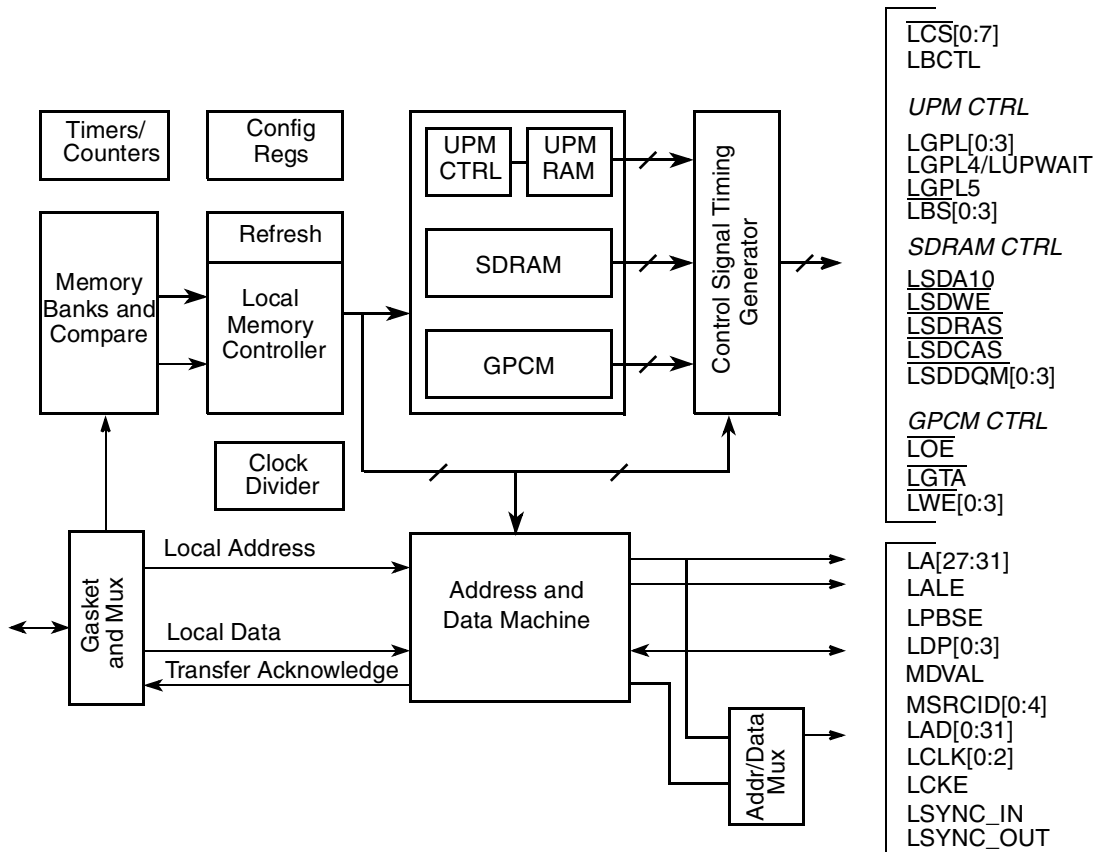 Timers/
Counters
Config
Regs
Memory
Banks and
Compare
Refresh
Local
Memory
Controller
Clock
Divider
UPM
CTRL
UPM
RAM
SDRAM
GPCM
Control Signal Timing
Generator
Gasket
and Mux
Local Address
Local Data
Transfer Acknowledge
Address and
Data Machine
Addr/Data
Mux
LCS[0:7]
LBCTL
UPM CTRL
LGPL[0:3]
LGPL4/LUPWAIT
LGPL5
LBS[0:3]
SDRAM CTRL
LSDA10
LSDWE
LSDRAS
LSDCAS
LSDDQM[0:3]
GPCM CTRL
LOE
LGTA
LWE[0:3]
LA[27:31]
LALE
LPBSE
LDP[0:3]
MDVAL
MSRCID[0:4]
LAD[0:31]
LCLK[0:2]
LCKE
LSYNC_IN
LSYNC_OUT